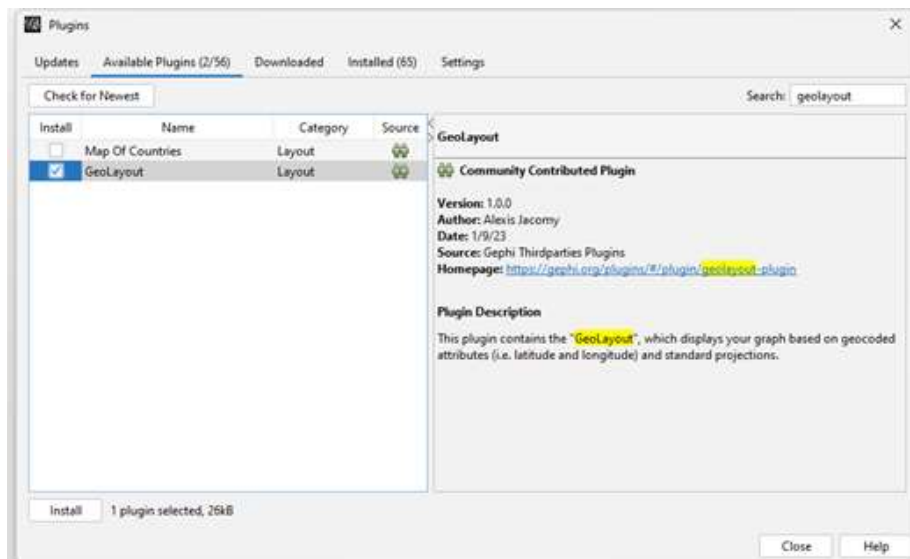 Plugins
Updates Available Plugins (2/56) Downloaded Installed (65) Settings
Check for Newest Search: geolayout
Install Name Category Source
Map Of Countries Layout
GeoLayout Layout
GeoLayout
Community Contributed Plugin
Version: 1.0.0
Author: Alexis Jacomy
Date: 1/9/23
Source: Gephi Thirdparties Plugins
Homepage: https://gephi.org/plugins/#/plugin/geolayout-plugin
Plugin Description
This plugin contains the "GeoLayout", which displays your graph based on geocoded
attributes (i.e. latitude and longitude) and standard projections.
Install 1 plugin selected, 26kB
Close Help